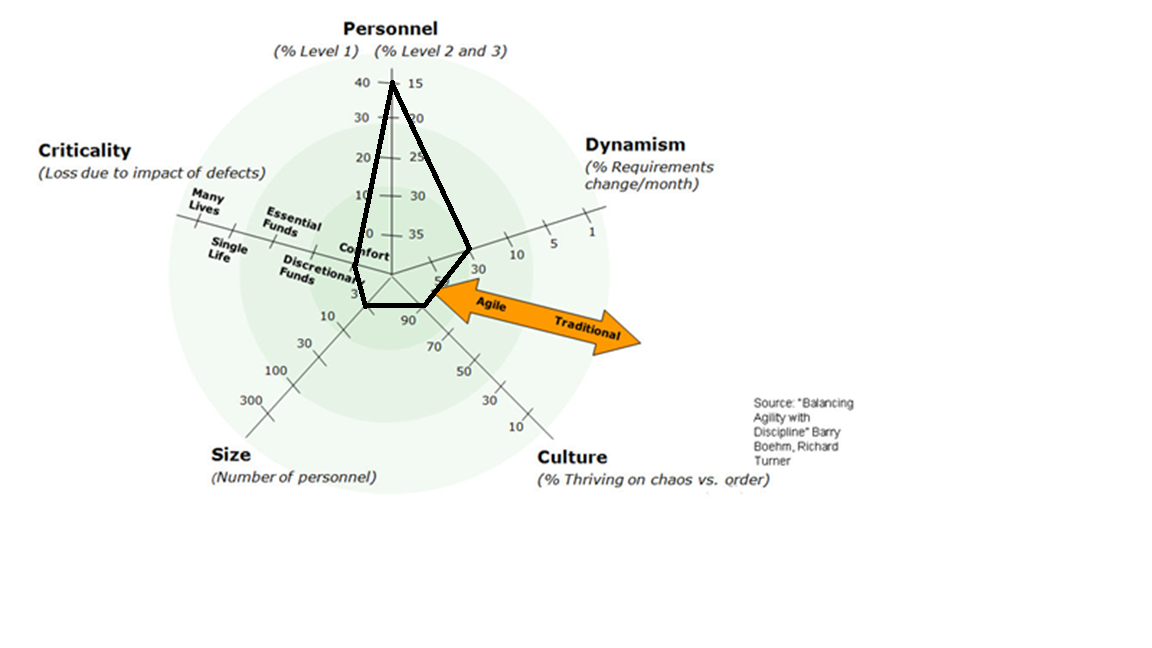 Personnel
(% Level 1) (% Level 2 and 3)
40 15
30 20
20 25
10 30
0 35
Criticality
(Loss due to impact of defects)
Many
Lives
Single
Life
Essential
Funds
Discretionary
Funds
Comfort
Dynamism
(% Requirements
change/month)
1
5
10
30
50
3
10
30
100
300
90
70
50
30
10
Agile
Traditional
Size
(Number of personnel)
Culture
(% Thriving on chaos vs. order)
Source: "Balancing
Agility with
Discipline" Barry
Boehm, Richard
Turner